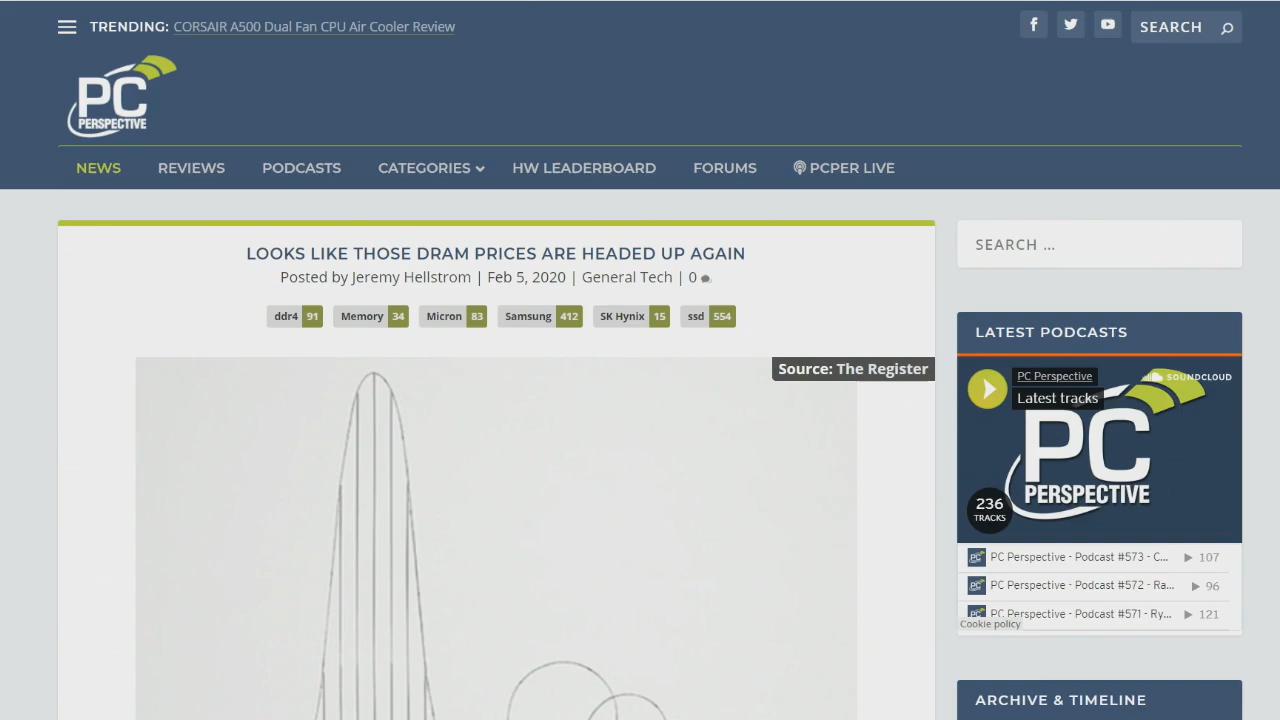 TRENDING: CORSAIR A500 Dual Fan CPU Air Cooler Review
SEARCH
PC
PERSPECTIVE
NEWS REVIEWS PODCASTS CATEGORIES HW LEADERBOARD FORUMS PCPER LIVE
LOOKS LIKE THOSE DRAM PRICES ARE HEADED UP AGAIN
Posted by Jeremy Hellstrom | Feb 5, 2020 | General Tech | 0
ddr4 91 Memory 34 Micron 83 Samsung 412 SK Hynix 15 ssd 554
Source: The Register
SEARCH ...
LATEST PODCASTS
PC Perspective
SOUNDCLOUD
Latest tracks
PC
PERSPECTIVE
236
TRACKS
PC Perspective - Podcast #573 - C... 107
PC Perspective - Podcast #572 - Ra... 96
PC Perspective - Podcast #571 - Ry... 121
Cookie policy
ARCHIVE & TIMELINE